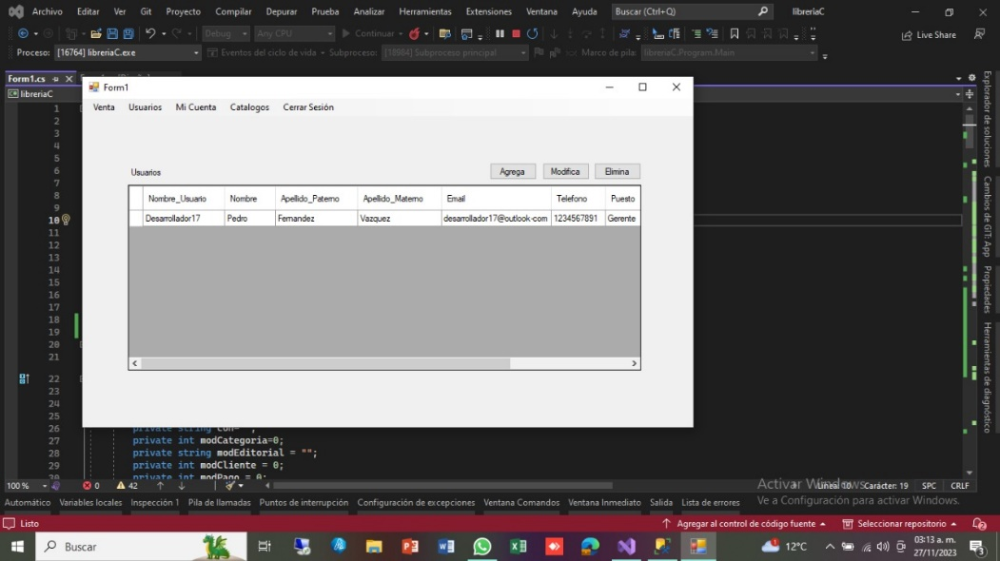 Archivo Editar Ver Git Proyecto Compilar Depurar Prueba Analizar Herramientas Extensiones Ventana Ayuda Buscar (Ctrl+Q) libreriaC
Debug Any CPU Continuar Live Share
Proceso: [16764] libreriaC.exe Eventos del ciclo de vida Subproceso: [18984] Subproceso principal Marco de pila: libreriaC.Program.Main
Form1.cs
libreriaC
Form1
Venta Usuarios Mi Cuenta Catalogos Cerrar Sesión
Usuarios Agrega Modifica Elimina
Nombre_Usuario Nombre Apellido_Paterno Apellido_Materno Email Telefono Puesto
Desarrollador17 Pedro Fernandez Vazquez desarrollador17@outlook-com 1234567891 Gerente
1
2
3
4
5
6
7
8
9
10
11
12
13
14
15
16
17
18
19
20
21
22
23
24
25
26 private string con="";
27 private int modCategoria=0;
28 private string modEditorial = "";
29 private int modCliente = 0;
30 private int modPago = 0;
Explorador de soluciones
Cambios de GIT: App
Propiedades
Herramientas de diagnóstico
100 % 0 42 Carácter: 19 SPC CRLF
Activar Windows
Ve a Configuración para activar Windows.
Automático Variables locales Inspección 1 Pila de llamadas Puntos de interrupción Configuración de excepciones Ventana Comandos Ventana Inmediato Salida Lista de errores
Listo Agregar al control de código fuente Seleccionar repositorio
Buscar 12°C 03:13 a. m.
27/11/2023